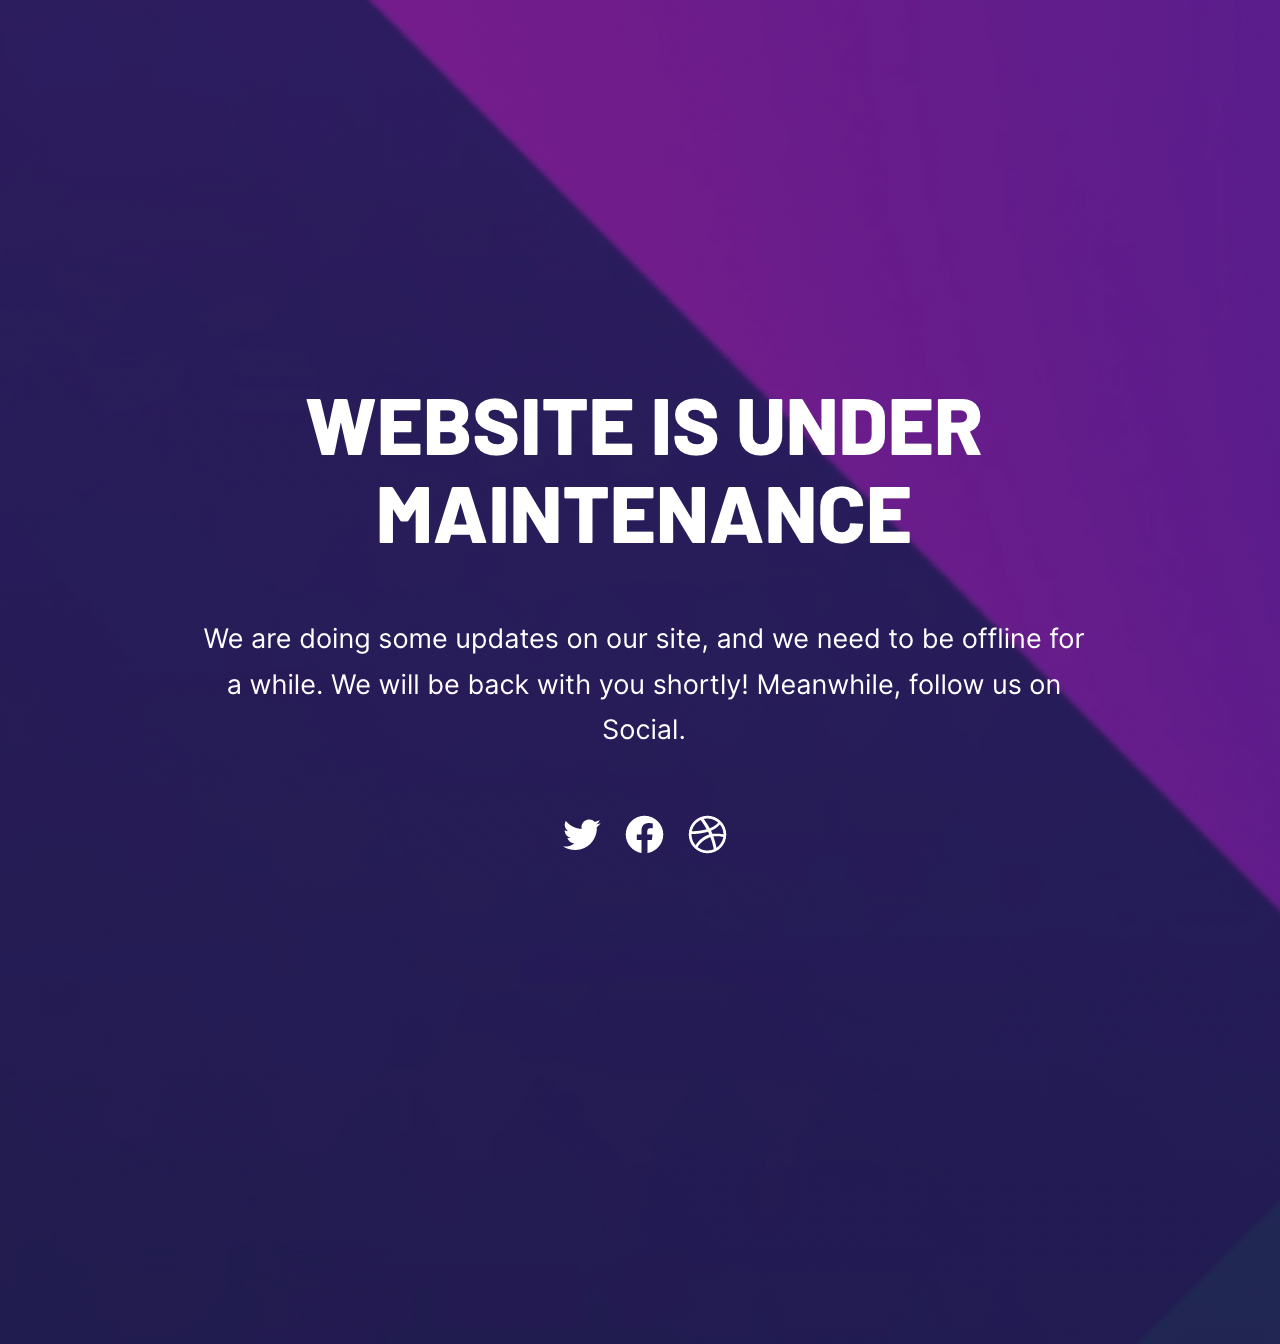 WEBSITE IS UNDER
MAINTENANCE
We are doing some updates on our site, and we need to be offline for
a while. We will be back with you shortly! Meanwhile, follow us on
Social.